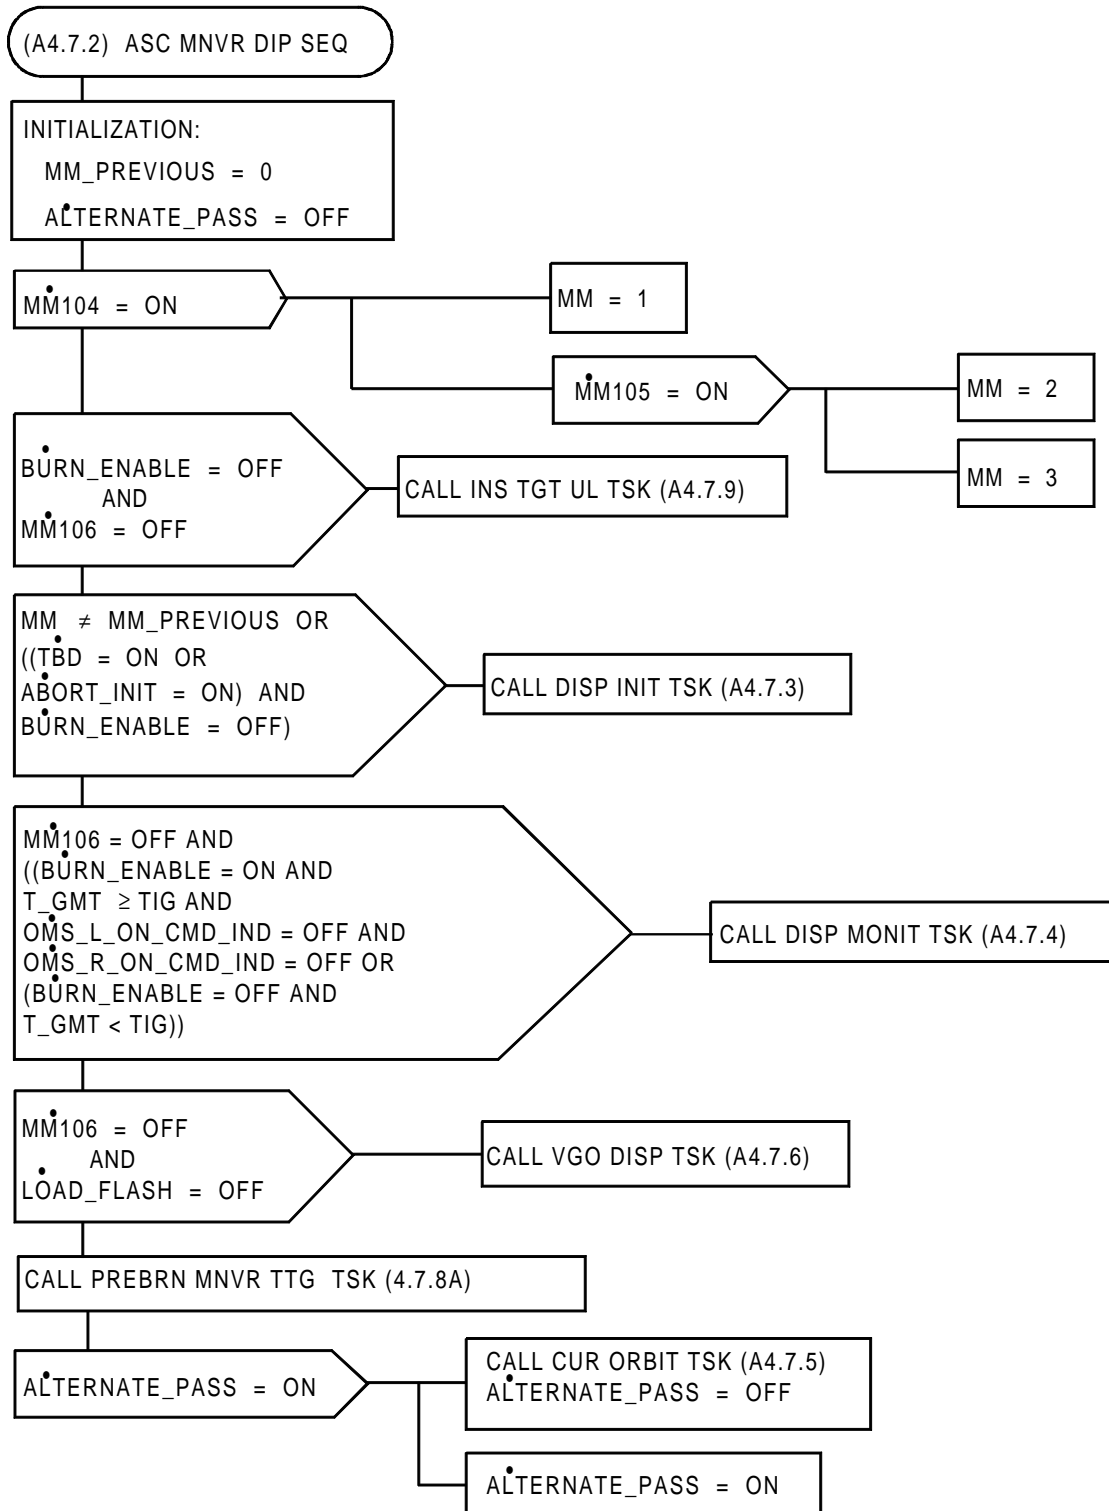 (A4.7.2) ASC MNVR DIP SEQ
INITIALIZATION:
MM_PREVIOUS = 0
ALTERNATE_PASS = OFF
MM104 = ON
MM = 1
MM105 = ON
MM = 2
MM = 3
BURN_ENABLE = OFF
AND
MM106 = OFF
CALL INS TGT UL TSK (A4.7.9)
MM ≠ MM_PREVIOUS OR
((TBD = ON OR
ABORT_INIT = ON) AND
BURN_ENABLE = OFF)
CALL DISP INIT TSK (A4.7.3)
MM106 = OFF AND
((BURN_ENABLE = ON AND
T_GMT ≥ TIG AND
OMS_L_ON_CMD_IND = OFF AND
OMS_R_ON_CMD_IND = OFF OR
(BURN_ENABLE = OFF AND
T_GMT < TIG))
CALL DISP MONIT TSK (A4.7.4)
MM106 = OFF
AND
LOAD_FLASH = OFF
CALL VGO DISP TSK (A4.7.6)
CALL PREBRN MNVR TTG TSK (4.7.8A)
ALTERNATE_PASS = ON
CALL CUR ORBIT TSK (A4.7.5)
ALTERNATE_PASS = OFF
ALTERNATE_PASS = ON